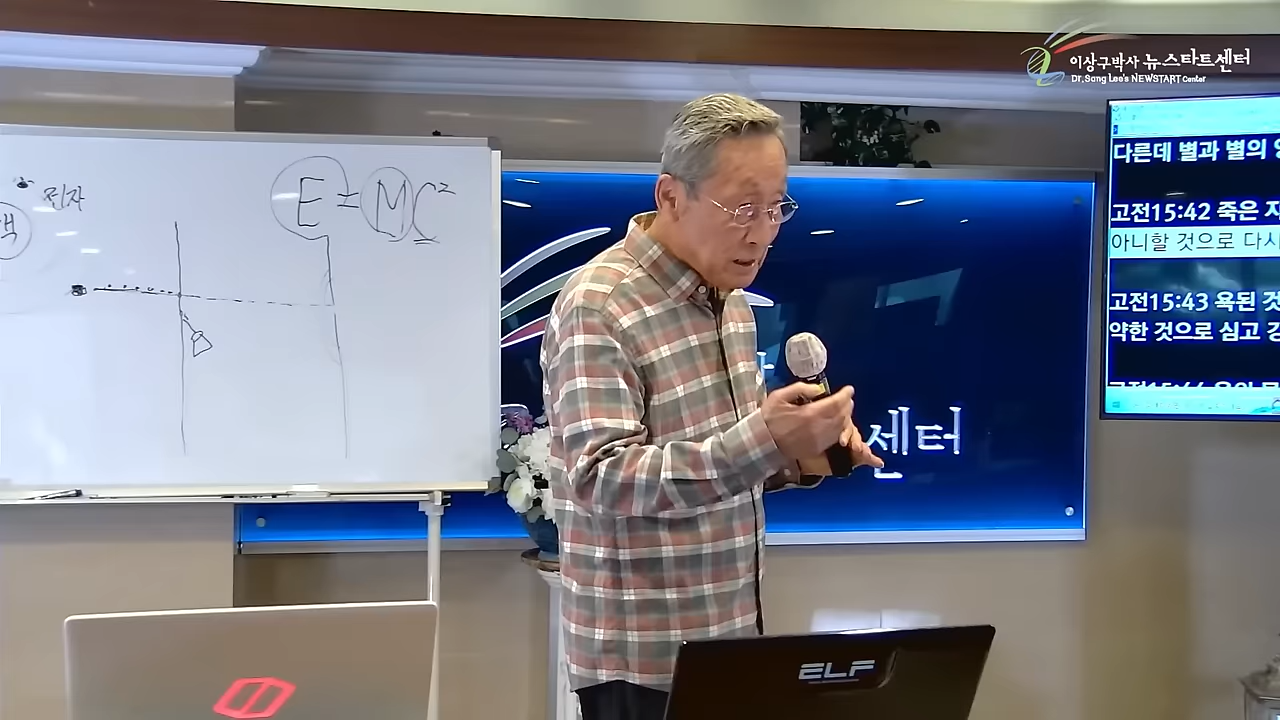 이상구박사 뉴스타트센터
Dr. Sang Lee's NEWSTART Center
전자
액
E=MC²
다른데 별과 별의
고전15:42 죽은 자
아니할 것으로 다시
고전15:43 욕된 것
약한 것으로 심고 강
센터
ELF